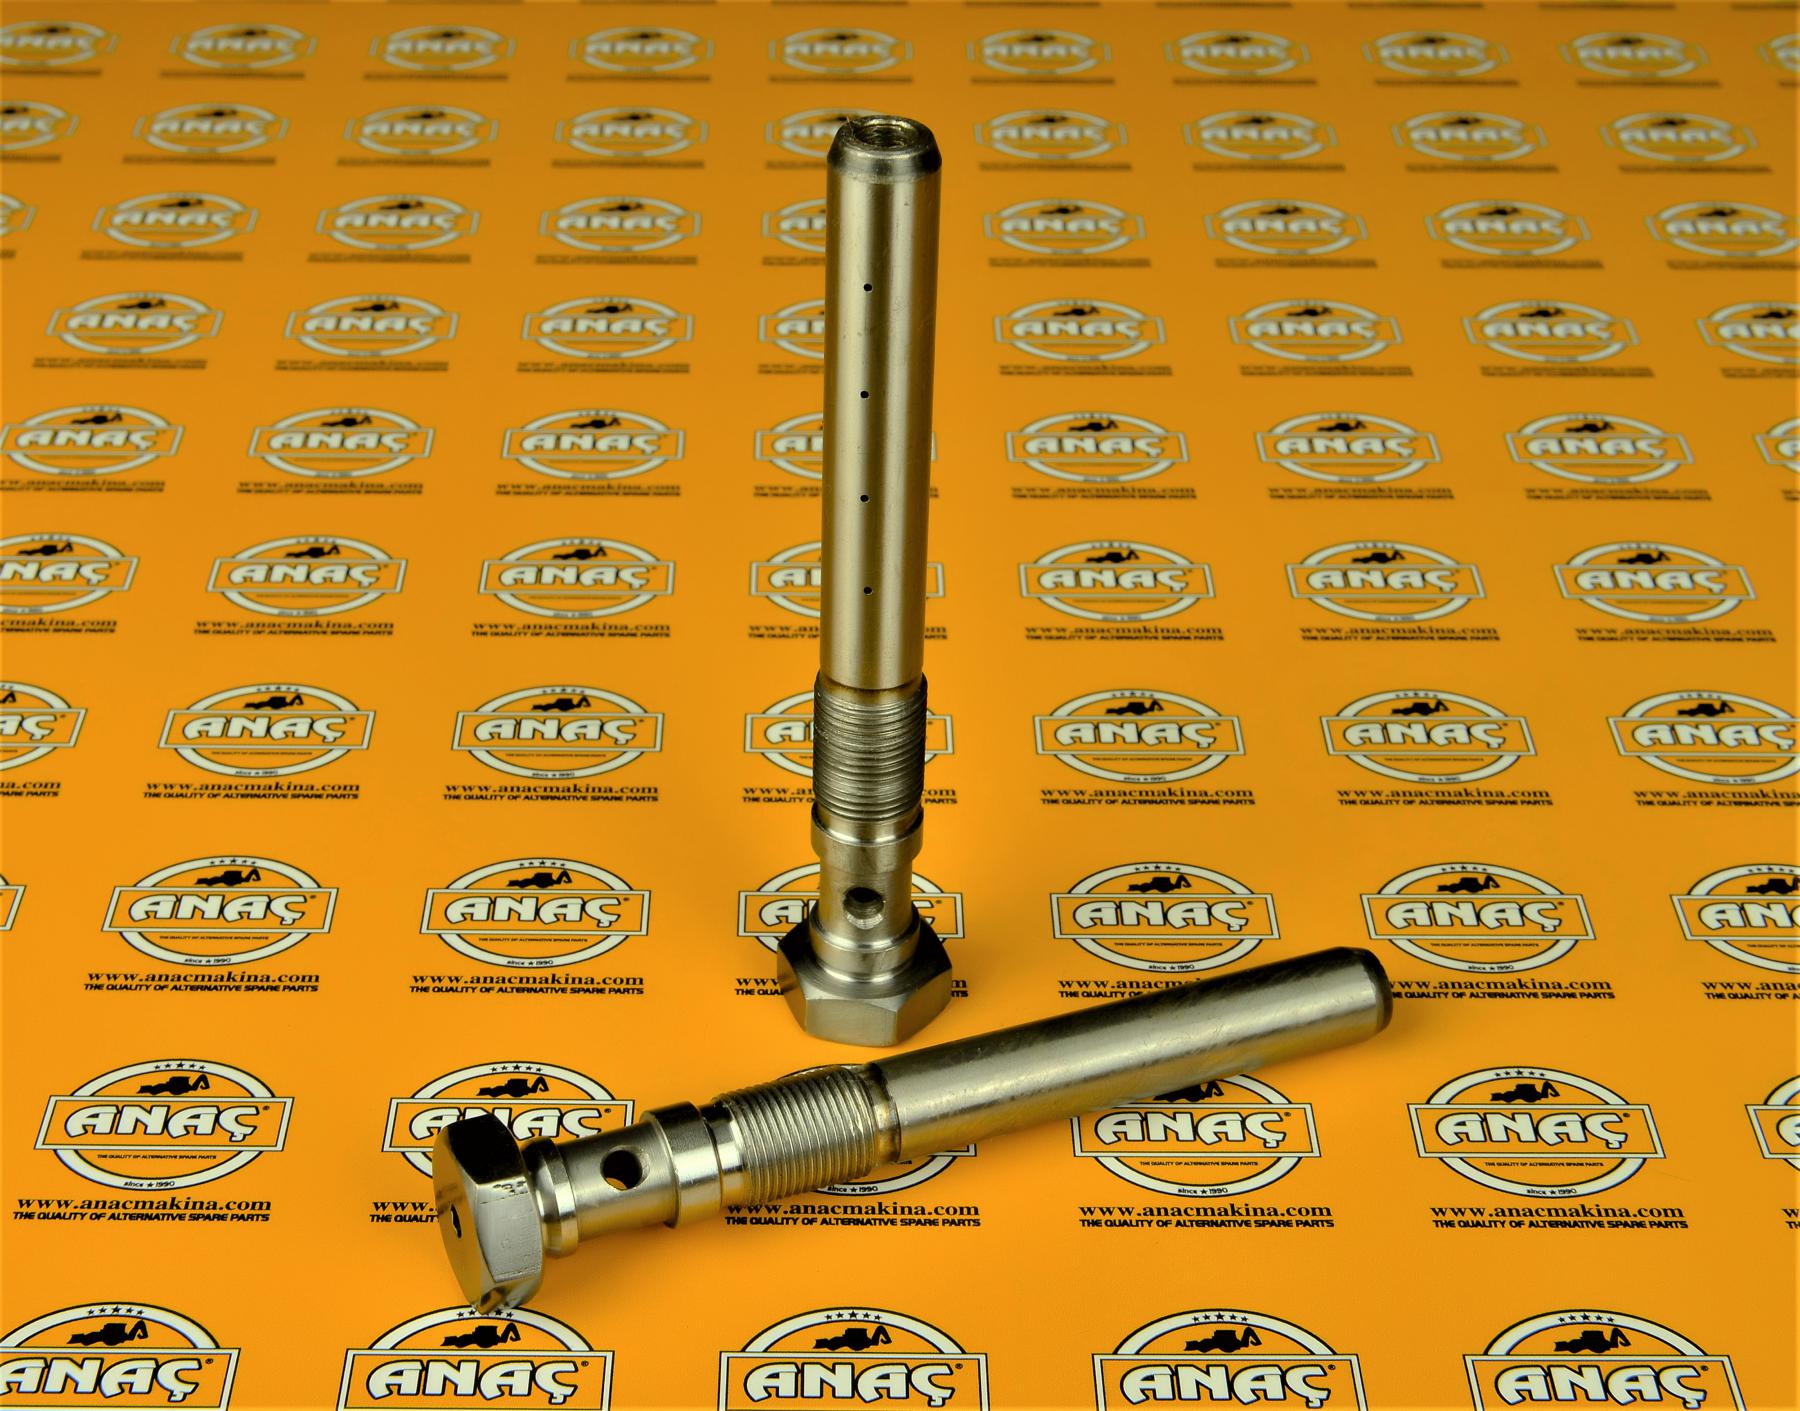 ANAÇ®
THE QUALITY OF ALTERNATIVE SPARE PARTS
since ★ 1990
www.anacmakina.com
THE QUALITY OF ALTERNATIVE SPARE PARTS